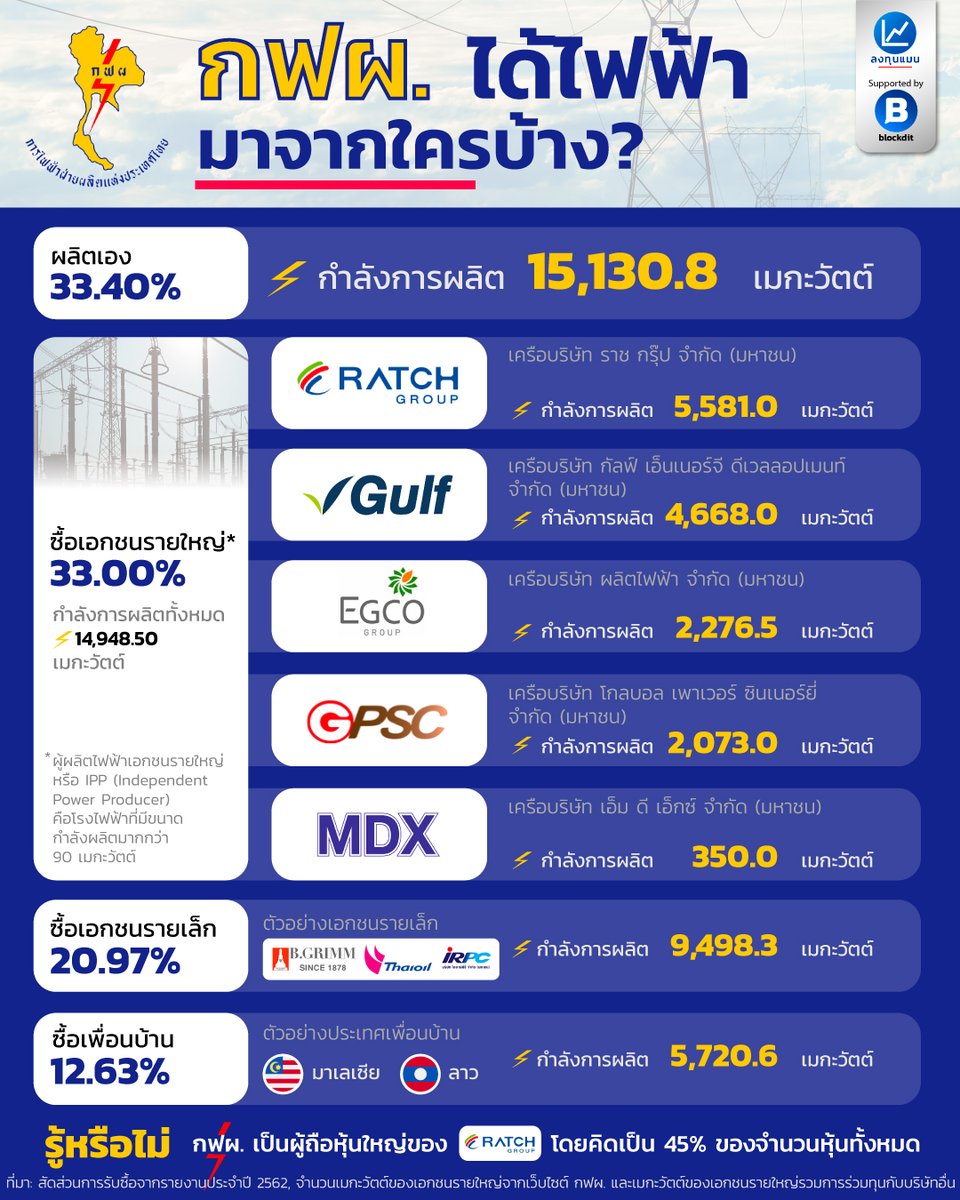 กฟผ
การไฟฟ้าฝ่ายผลิตแห่งประเทศไทย
กฟผ. ได้ไฟฟ้า
มาจากใครบ้าง?
ลงทุนแมน
Supported by
B
blockdit
ผลิตเอง
33.40%
กำลังการผลิต 15,130.8 เมกะวัตต์
ซื้อเอกชนรายใหญ่*
33.00%
กำลังการผลิตทั้งหมด
14,948.50
เมกะวัตต์
*ผู้ผลิตไฟฟ้าเอกชนรายใหญ่
หรือ IPP (Independent
Power Producer)
คือโรงไฟฟ้าที่มีขนาด
กำลังผลิตมากกว่า
90 เมกะวัตต์
RATCH
GROUP
เครือบริษัท ราช กรุ๊ป จำกัด (มหาชน)
กำลังการผลิต 5,581.0 เมกะวัตต์
Gulf
เครือบริษัท กัลฟ์ เอ็นเนอร์จี ดีเวลลอปเมนท์
จำกัด (มหาชน)
กำลังการผลิต 4,668.0 เมกะวัตต์
EGCO
GROUP
เครือบริษัท ผลิตไฟฟ้า จำกัด (มหาชน)
กำลังการผลิต 2,276.5 เมกะวัตต์
GPSC
เครือบริษัท โกลบอล เพาเวอร์ ซินเนอร์ยี่
จำกัด (มหาชน)
กำลังการผลิต 2,073.0 เมกะวัตต์
MDX
เครือบริษัท เอ็ม ดี เอ็กซ์ จำกัด (มหาชน)
กำลังการผลิต 350.0 เมกะวัตต์
ซื้อเอกชนรายเล็ก
20.97%
ตัวอย่างเอกชนรายเล็ก
B.GRIMM
SINCE 1878
Thaioil
IRPC
กำลังการผลิต 9,498.3 เมกะวัตต์
ซื้อเพื่อนบ้าน
12.63%
ตัวอย่างประเทศเพื่อนบ้าน
มาเลเซีย ลาว
กำลังการผลิต 5,720.6 เมกะวัตต์
รู้หรือไม่ กฟผ. เป็นผู้ถือหุ้นใหญ่ของ RATCH GROUP โดยคิดเป็น 45% ของจำนวนหุ้นทั้งหมด
ที่มา: สัดส่วนการรับซื้อจากรายงานประจำปี 2562, จำนวนเมกะวัตต์ของเอกชนรายใหญ่จากเว็บไซต์ กฟผ. และเมกะวัตต์ของเอกชนรายใหญ่รวมการร่วมทุนกับบริษัทอื่น